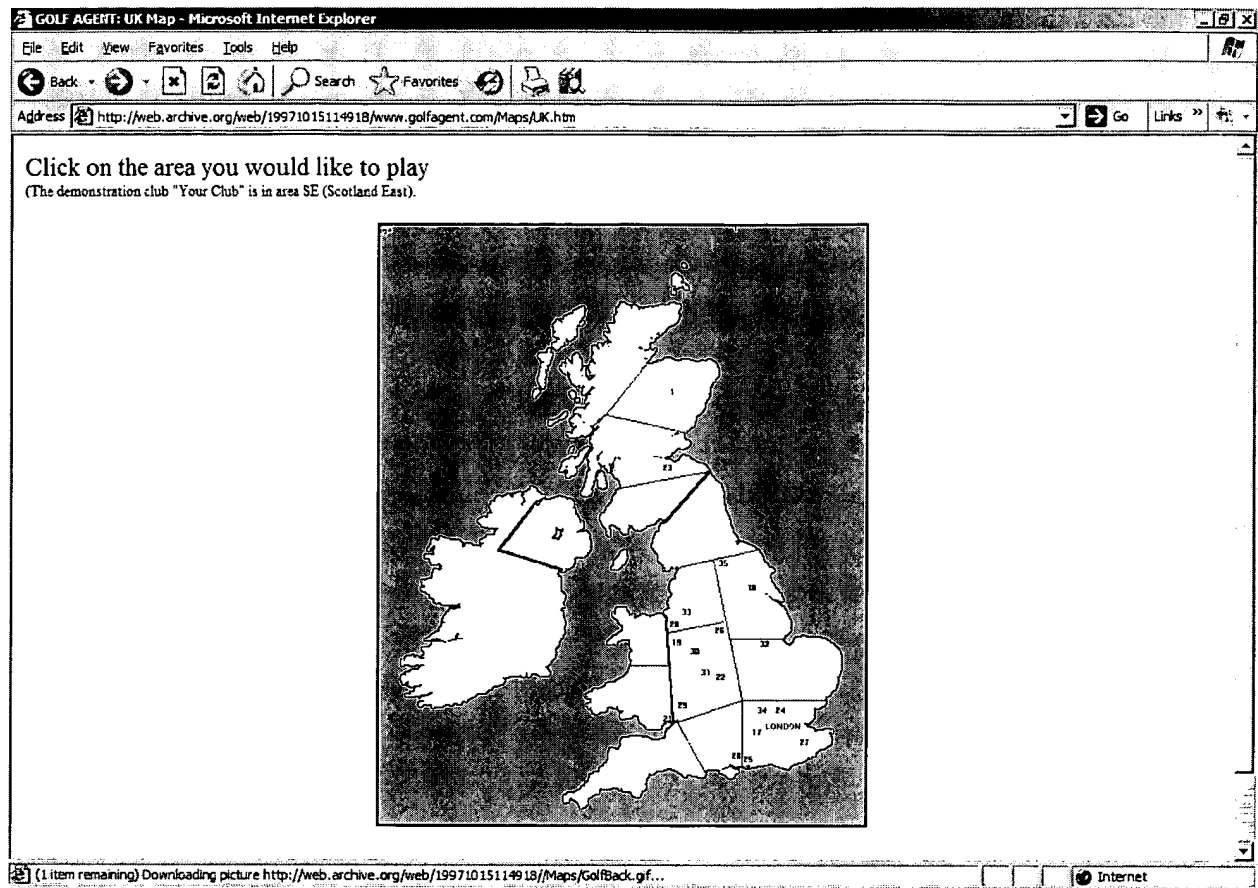 GOLF AGENT: UK Map - Microsoft Internet Explorer
File Edit View Favorites Tools Help
Back Search Favorites
Address http://web.archive.org/web/19971015114918/www.golfagent.com/Maps/UK.htm Go Links »
Click on the area you would like to play
(The demonstration club "Your Club" is in area SE (Scotland East).
1
23
35
18
33
28
26
19
32
30
31 22
29
34 24
21
LONDON
17
27
25
(1 item remaining) Downloading picture http://web.archive.org/web/19971015114918//Maps/GolfBack.gif...
Internet